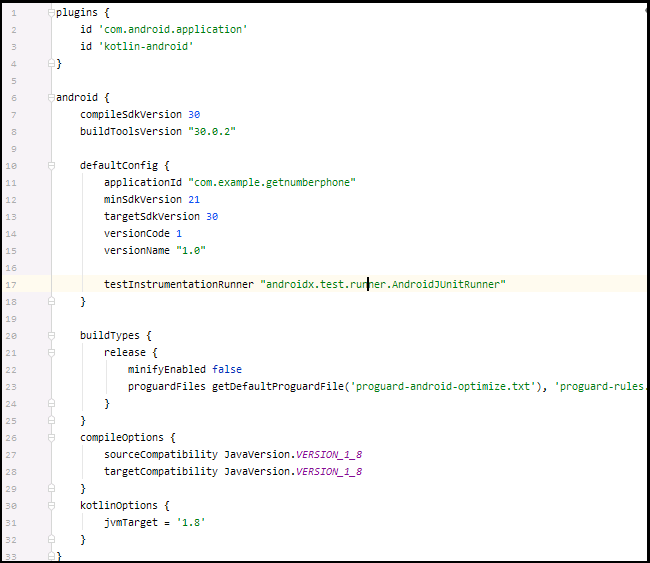 1 plugins {
2 id 'com.android.application'
3 id 'kotlin-android'
4 }
5
6 android {
7 compileSdkVersion 30
8 buildToolsVersion "30.0.2"
9
10 defaultConfig {
11 applicationId "com.example.getnumberphone"
12 minSdkVersion 21
13 targetSdkVersion 30
14 versionCode 1
15 versionName "1.0"
16
17 testInstrumentationRunner "androidx.test.runner.AndroidJUnitRunner"
18 }
19
20 buildTypes {
21 release {
22 minifyEnabled false
23 proguardFiles getDefaultProguardFile('proguard-android-optimize.txt'), 'proguard-rules.
24 }
25 }
26 compileOptions {
27 sourceCompatibility JavaVersion.VERSION_1_8
28 targetCompatibility JavaVersion.VERSION_1_8
29 }
30 kotlinOptions {
31 jvmTarget = '1.8'
32 }
33 }